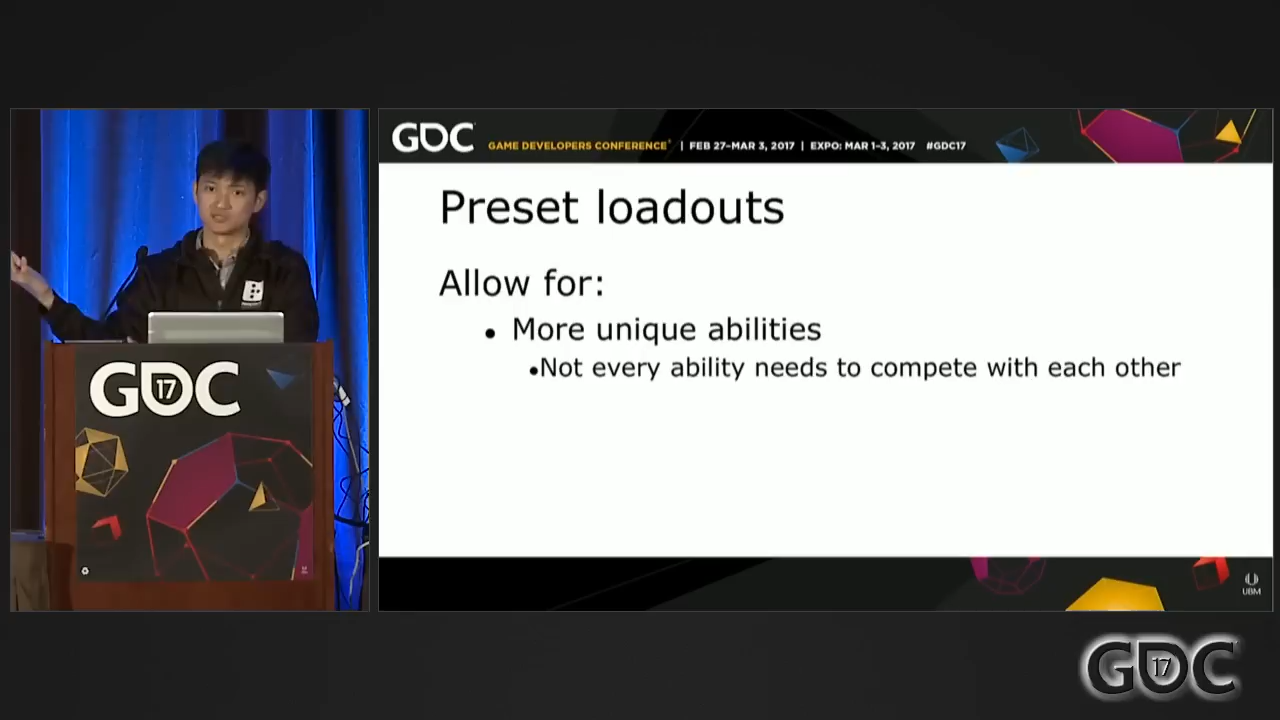 GDC
GAME DEVELOPERS CONFERENCE® | FEB 27–MAR 3, 2017 | EXPO: MAR 1–3, 2017 #GDC17
Preset loadouts
Allow for:
• More unique abilities
•Not every ability needs to compete with each other
GDC
17
UBM
GDC
17